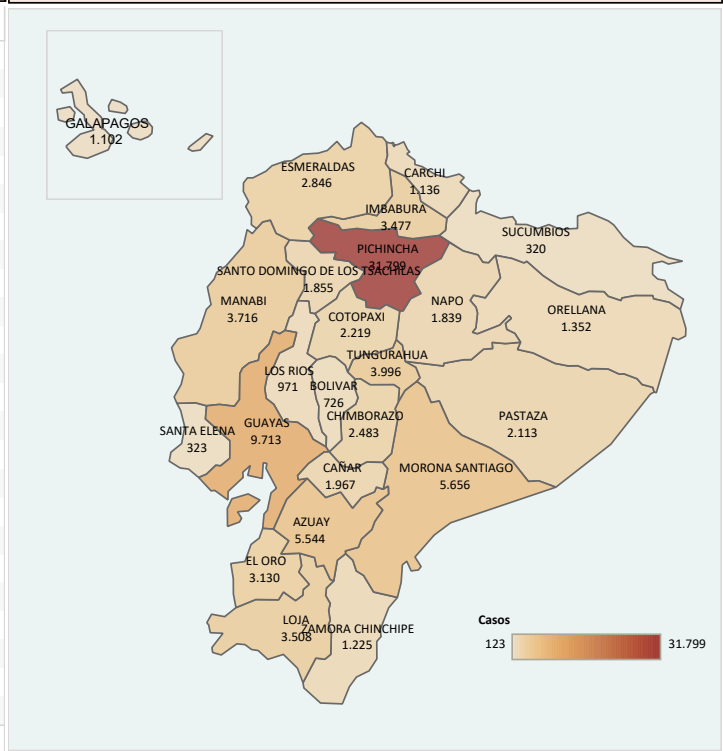 GALAPAGOS
1.102
ESMERALDAS
2.846
CARCHI
1.136
IMBABURA
3.477
SUCUMBIOS
320
PICHINCHA
31.799
SANTO DOMINGO DE LOS TSACHILAS
1.855
MANABI
3.716
NAPO
1.839
ORELLANA
1.352
COTOPAXI
2.219
TUNGURAHUA
3.996
LOS RIOS
971
BOLIVAR
726
CHIMBORAZO
2.483
PASTAZA
2.113
SANTA ELENA
323
GUAYAS
9.713
CAÑAR
1.967
MORONA SANTIAGO
5.656
AZUAY
5.544
EL ORO
3.130
LOJA
3.508
ZAMORA CHINCHIPE
1.225
Casos
123 31.799